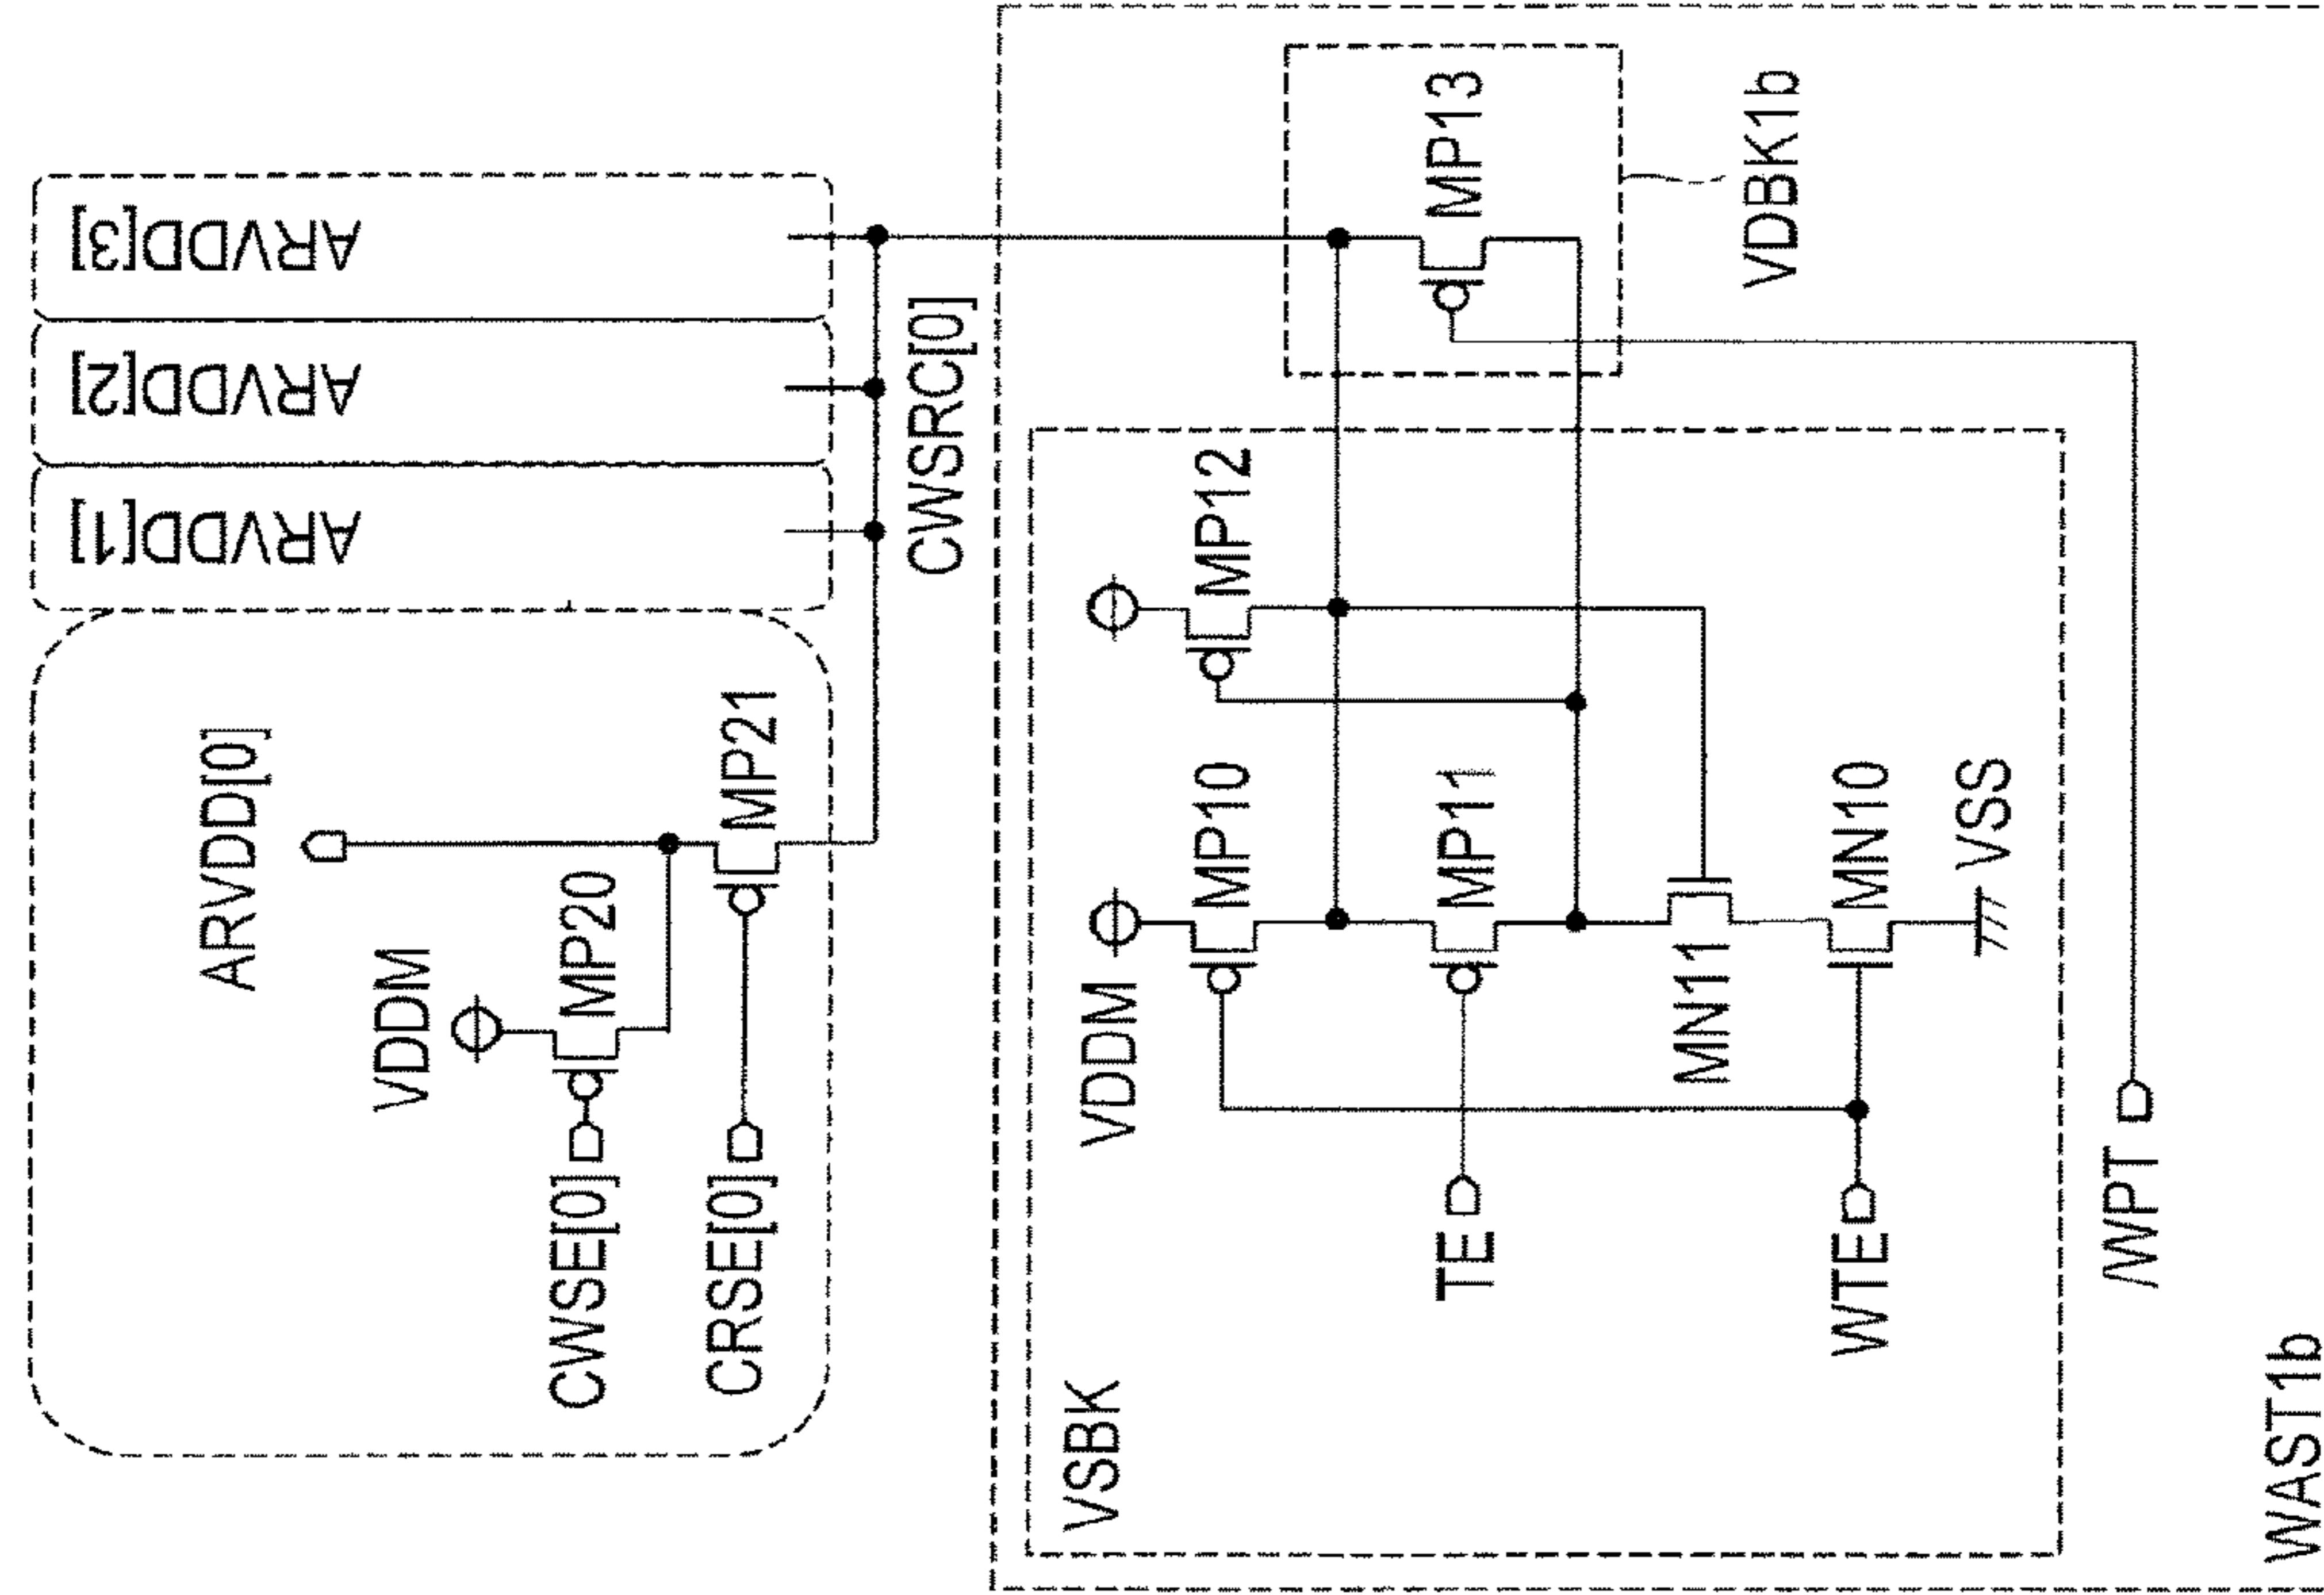 ARVDD[3]
ARVDD[2]
ARVDD[1]
ARVDD[0]
VDDM
MP20
MP21
CWSE[0]
CRSE[0]
CWSRC[0]
MP13
VDBK1b
MP12
VDDM
MP10
MP11
MN11
MN10
VSS
TE
WTE
VSBK
/WPT
WAST1b